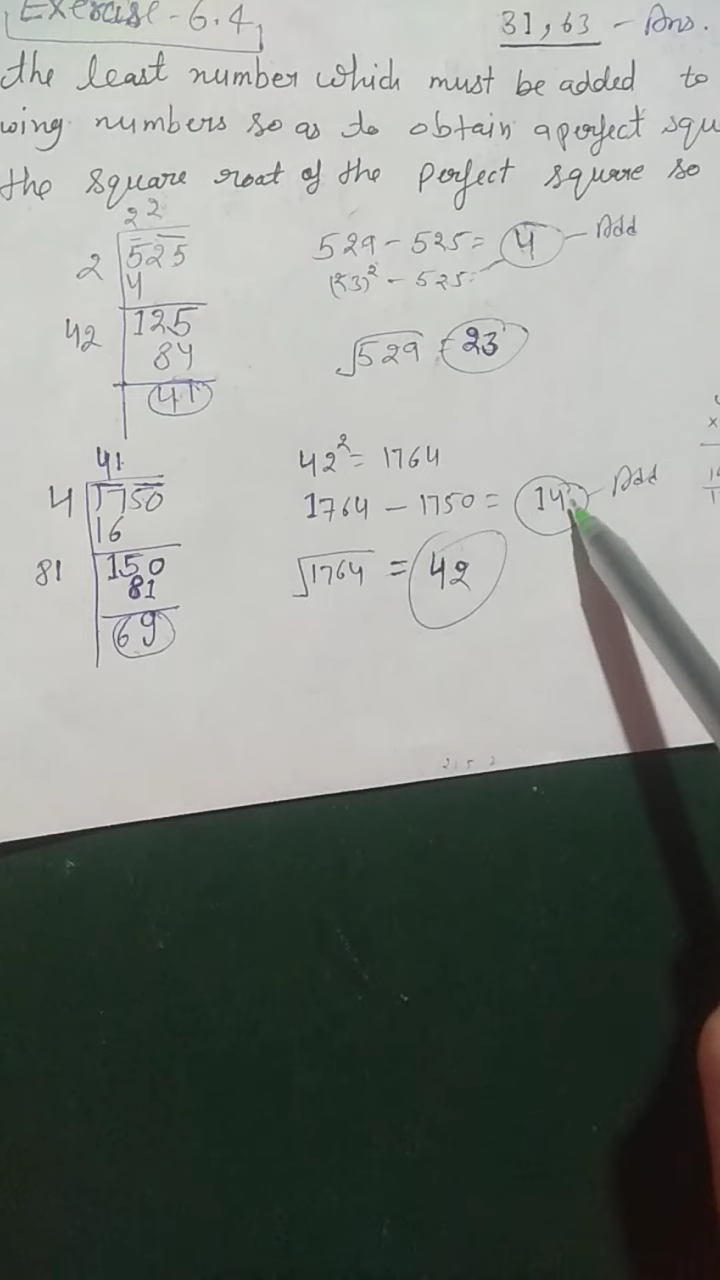 Exercise - 6.4
31, 63 - Ans.
the least number which must be added to
wing numbers so as to obtain a perfect squ
the square root of the perfect square so
22
2 525 529 - 525 = 4 - Add
4 (23)² - 525
42 125
84 √529 = 23
41
41 42² = 1764
4 1750 1764 - 1750 = 14 - Add
16
81 150 √1764 = 42
81
69